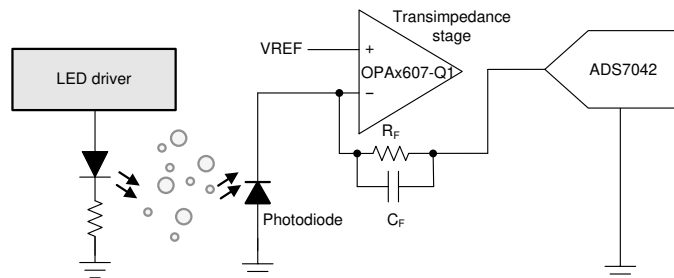 Transimpedance
stage
VREF
+
OPAx607-Q1
−
LED driver
ADS7042
R_F
Photodiode
C_F